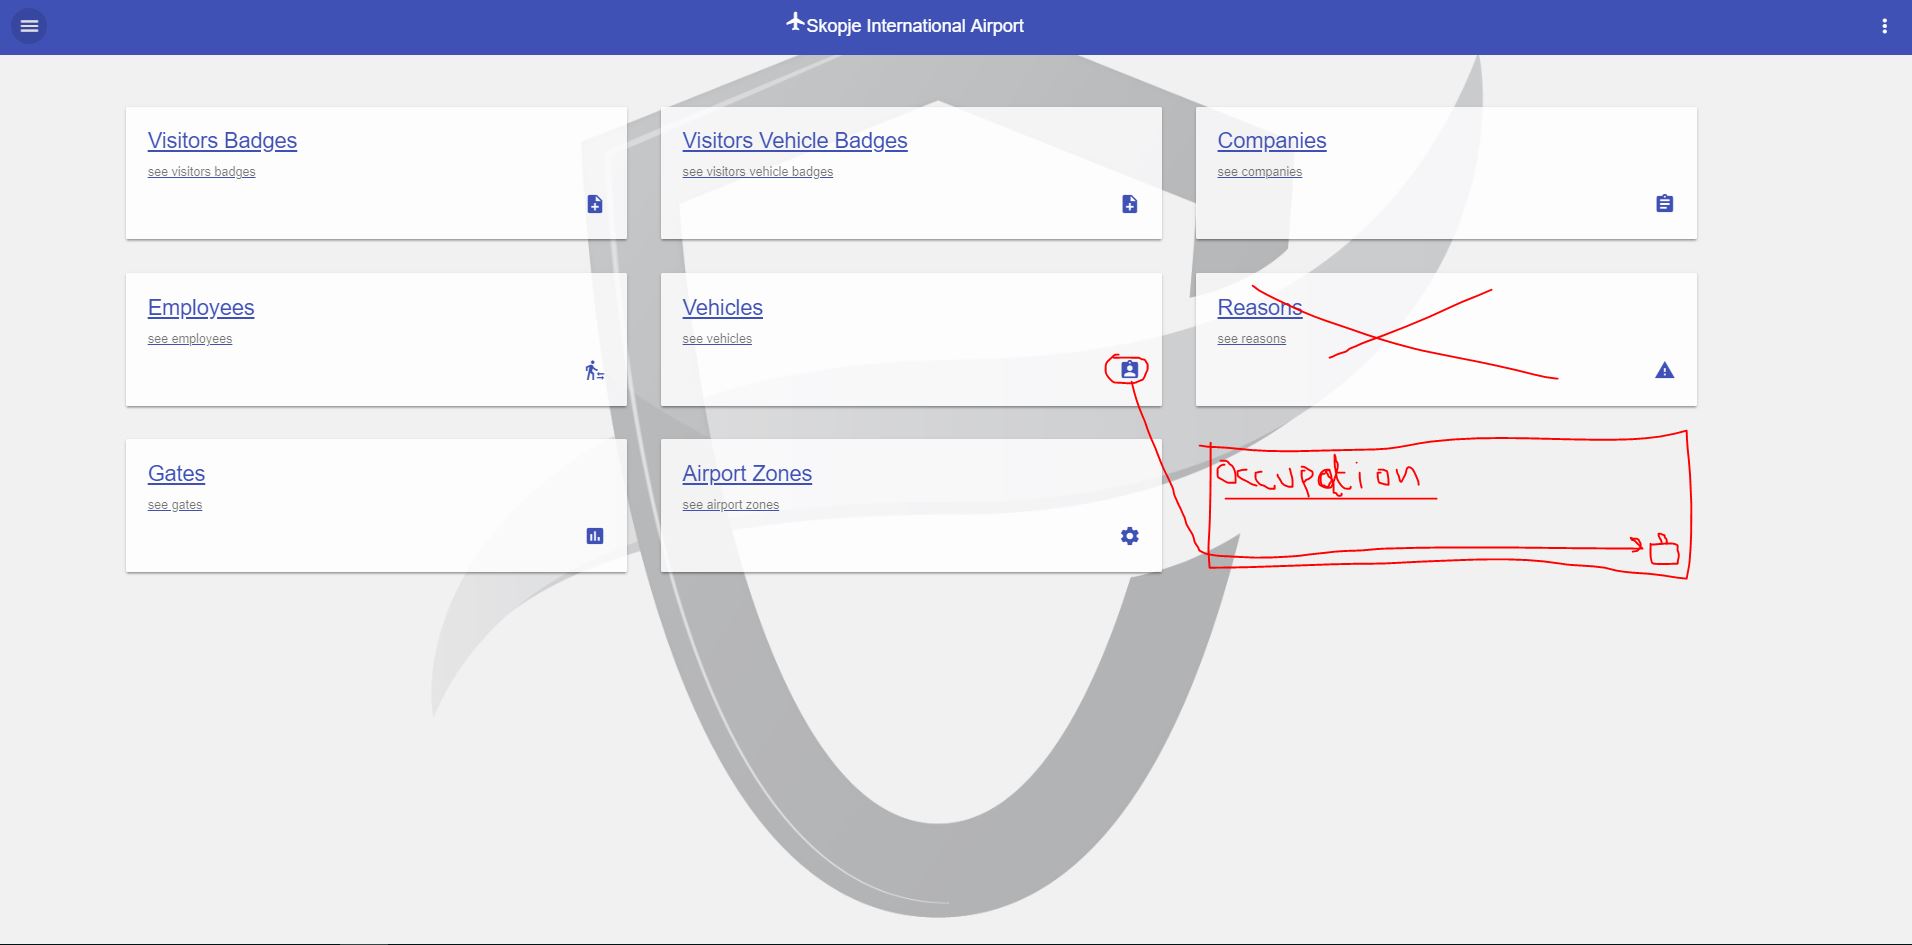 Skopje International Airport
Visitors Badges
see visitors badges
Visitors Vehicle Badges
see visitors vehicle badges
Companies
see companies
Employees
see employees
Vehicles
see vehicles
Reasons
see reasons
Gates
see gates
Airport Zones
see airport zones
Occupation